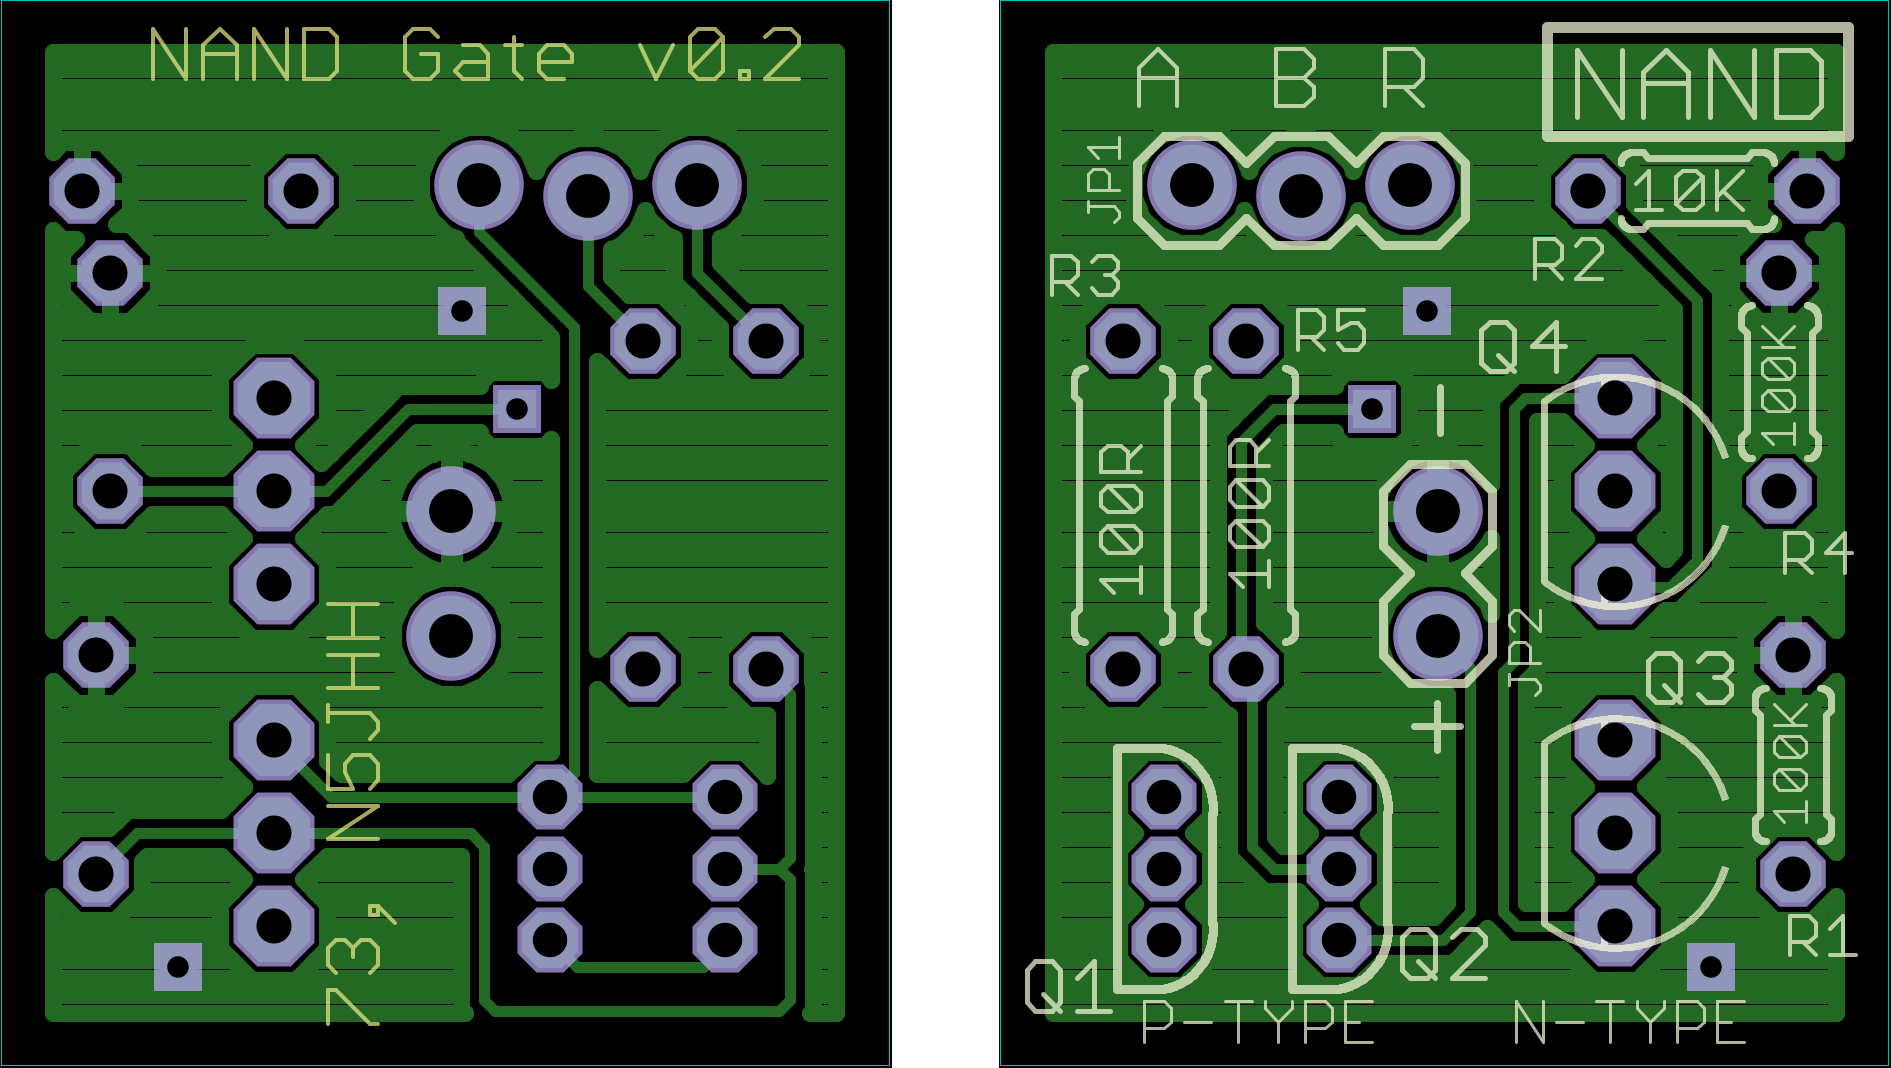 NAND Gate v0.2
73, N5JHH
A B R
NAND
JP1
10K
R3
R2
R5
Q4
100K
-
100R
100R
R4
JP2
Q3
+
100K
Q2
R1
Q1
P-TYPE
N-TYPE